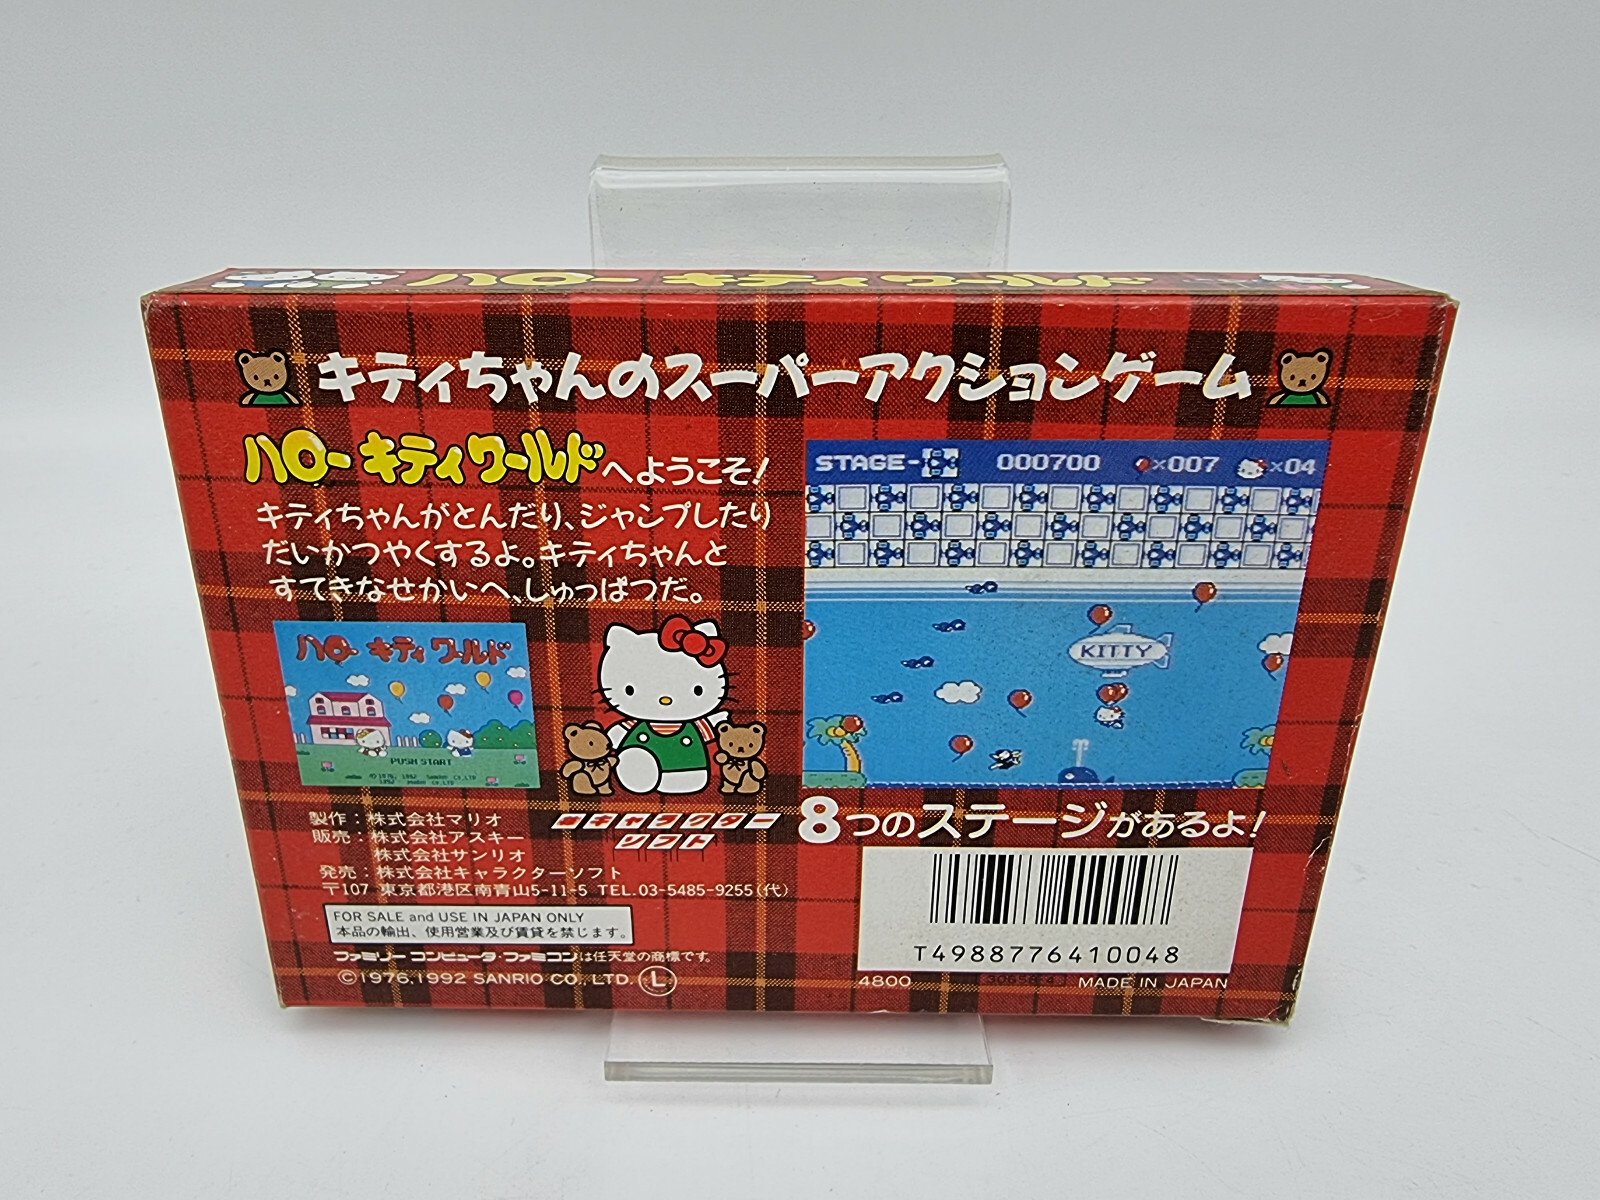 ハロー キティ ワールド
キティちゃんのスーパーアクションゲーム
ハロー キティ ワールドへようこそ!
キティちゃんがとんだり、ジャンプしたり
だいかつやくするよ。キティちゃんと
すてきなせかいへ、しゅっぱつだ。
ハロー キティ ワールド
PUSH START
STAGE-
000700
×007
×04
KITTY
8つのステージがあるよ!
製作:株式会社マリオ
販売:株式会社アスキー
株式会社サンリオ
発売:株式会社キャラクターソフト
〒107 東京都港区南青山5-11-5 TEL.03-5485-9255(代)
キャラクター
ソフト
FOR SALE and USE IN JAPAN ONLY
本品の輸出、使用営業及び賃貸を禁じます。
ファミリーコンピュータ・ファミコンは任天堂の商標です。
©1976,1992 SANRIO CO., LTD. Ⓛ
T4988776410048
4800
MADE IN JAPAN